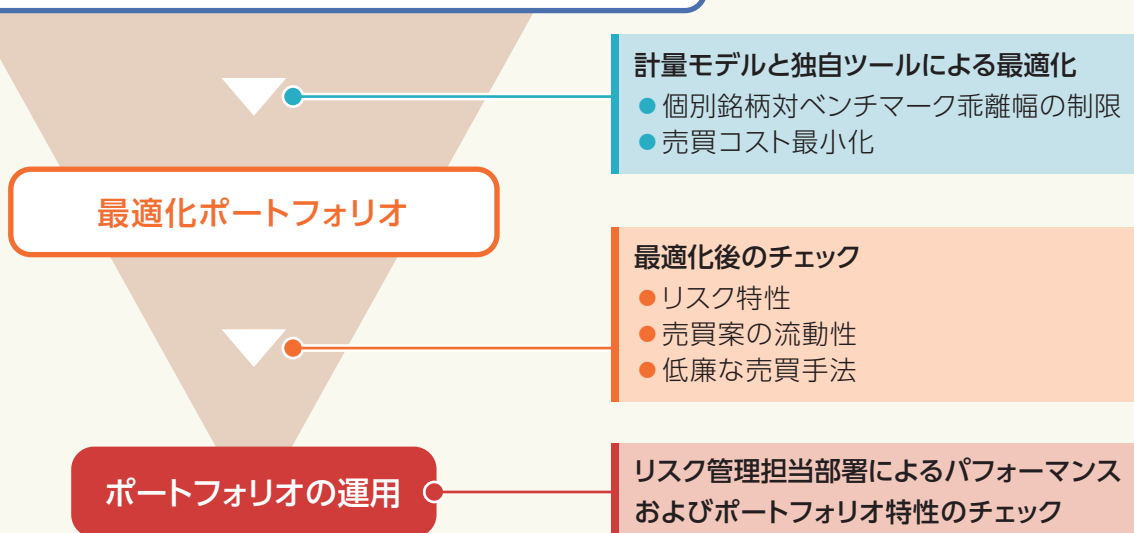 計量モデルと独自ツールによる最適化
●個別銘柄対ベンチマーク乖離幅の制限
●売買コスト最小化
最適化ポートフォリオ
最適化後のチェック
●リスク特性
●売買案の流動性
●低廉な売買手法
ポートフォリオの運用
リスク管理担当部署によるパフォーマンス
およびポートフォリオ特性のチェック